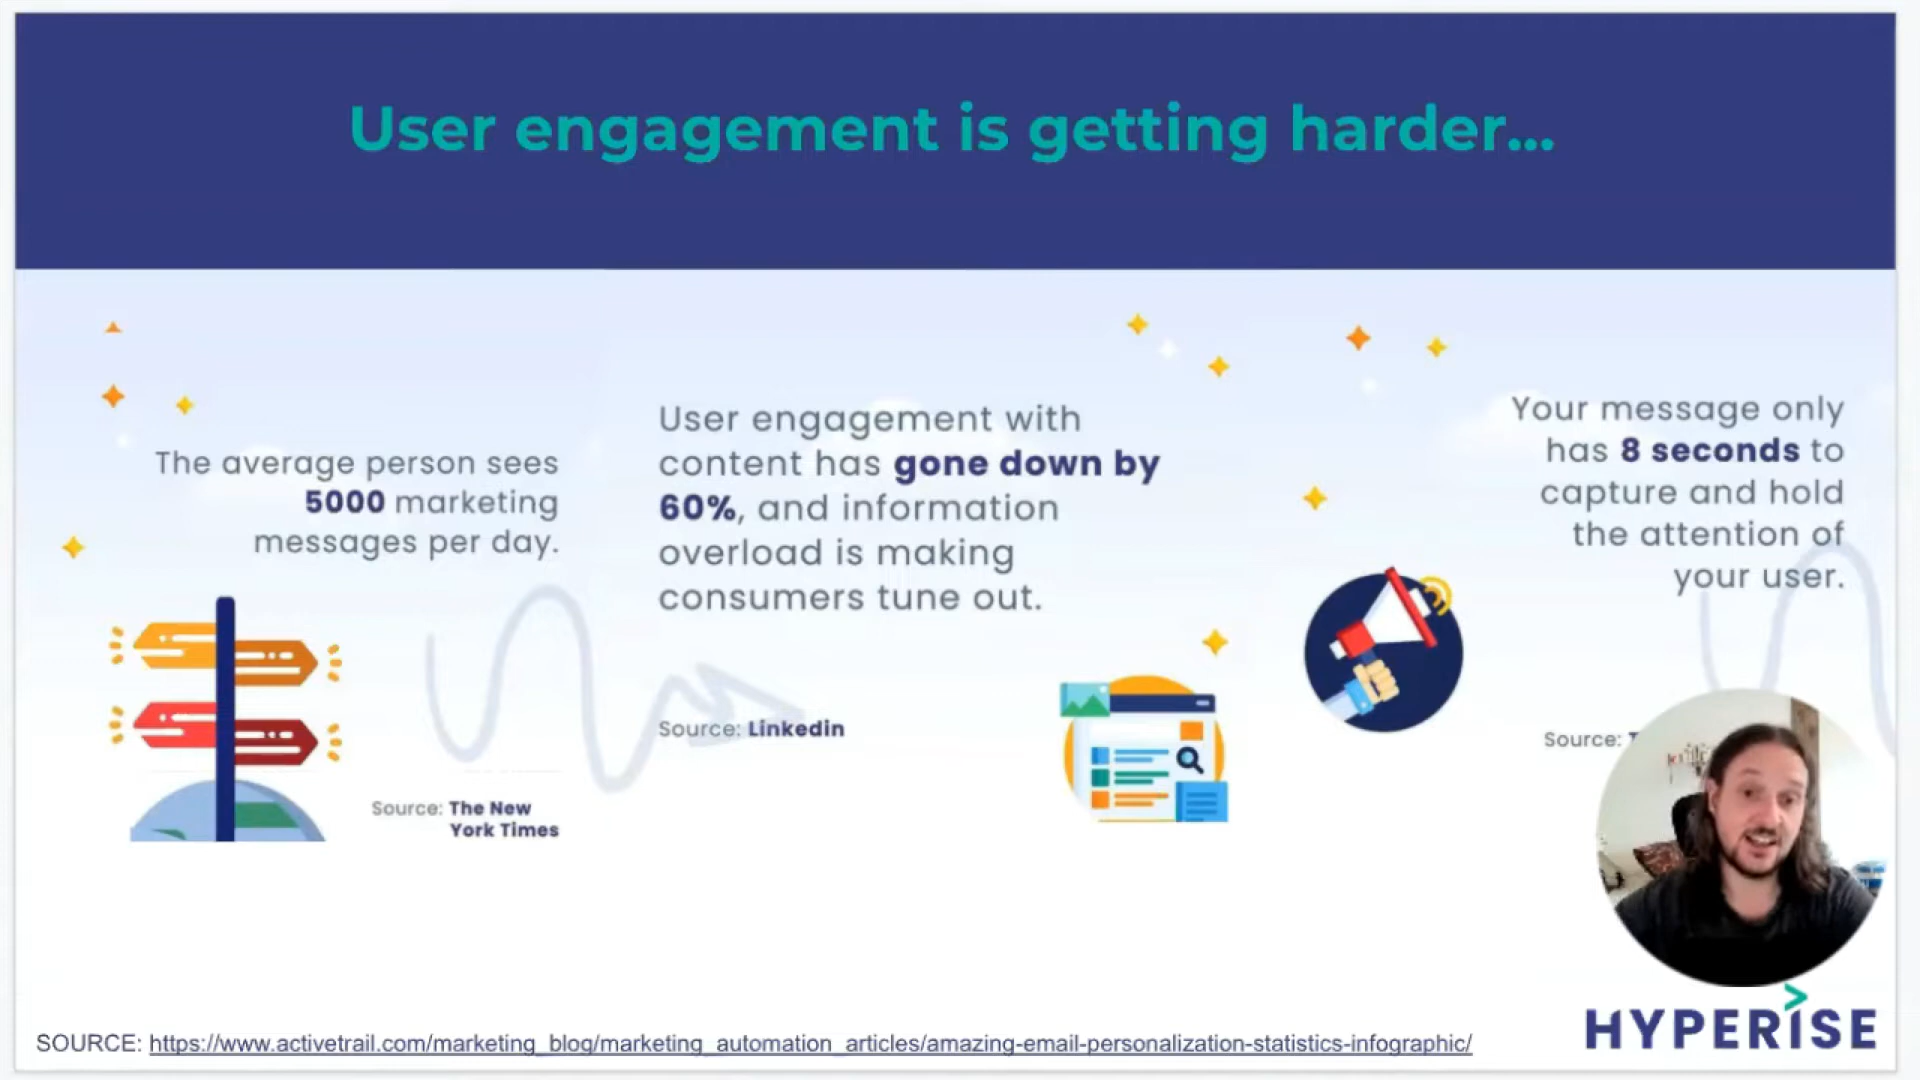 User engagement is getting harder...
The average person sees
5000 marketing
messages per day.
Source: The New
York Times
User engagement with
content has gone down by
60%, and information
overload is making
consumers tune out.
Source: Linkedin
Your message only
has 8 seconds to
capture and hold
the attention of
your user.
Source:
HYPERISE
SOURCE: https://www.activetrail.com/marketing_blog/marketing_automation_articles/amazing-email-personalization-statistics-infographic/